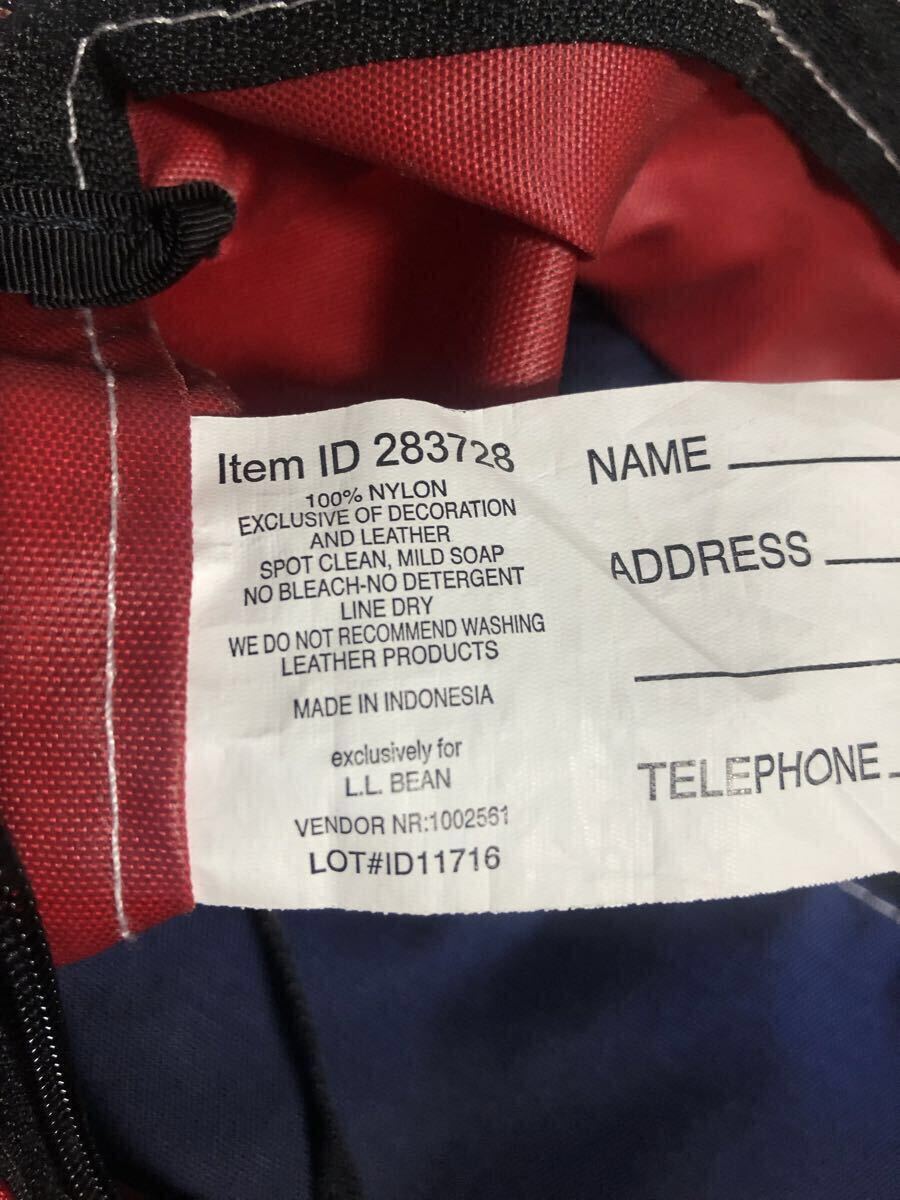 Item ID 283728
100% NYLON
EXCLUSIVE OF DECORATION
AND LEATHER
SPOT CLEAN, MILD SOAP
NO BLEACH-NO DETERGENT
LINE DRY
WE DO NOT RECOMMEND WASHING
LEATHER PRODUCTS
MADE IN INDONESIA
exclusively for
L.L. BEAN
VENDOR NR:1002561
LOT#ID11716
NAME
ADDRESS
TELEPHONE